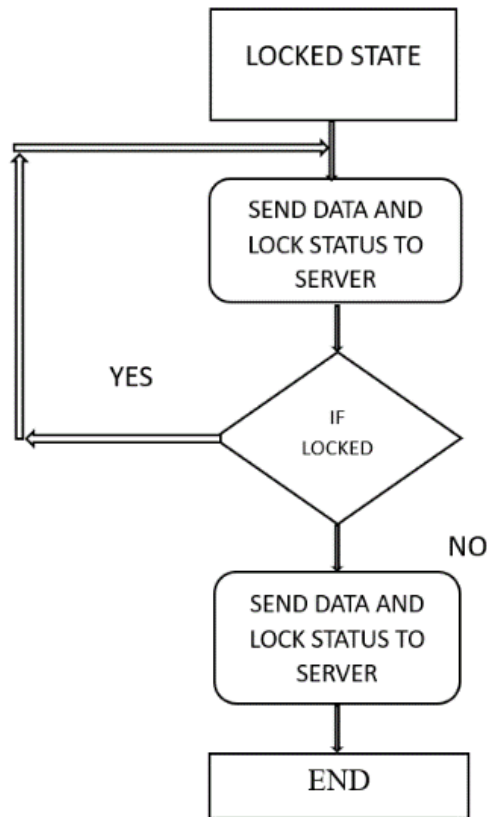 LOCKED STATE
SEND DATA AND
LOCK STATUS TO
SERVER
YES
IF
LOCKED
NO
SEND DATA AND
LOCK STATUS TO
SERVER
END